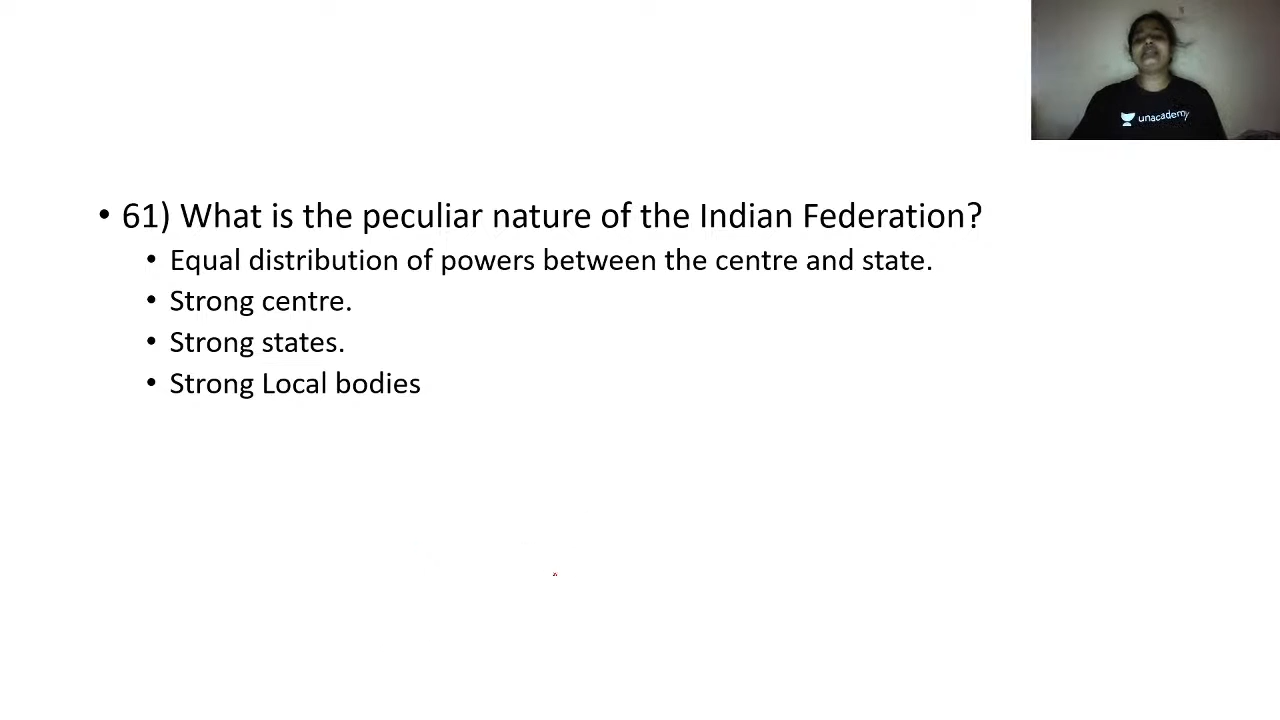 unacademy
• 61) What is the peculiar nature of the Indian Federation?
• Equal distribution of powers between the centre and state.
• Strong centre.
• Strong states.
• Strong Local bodies